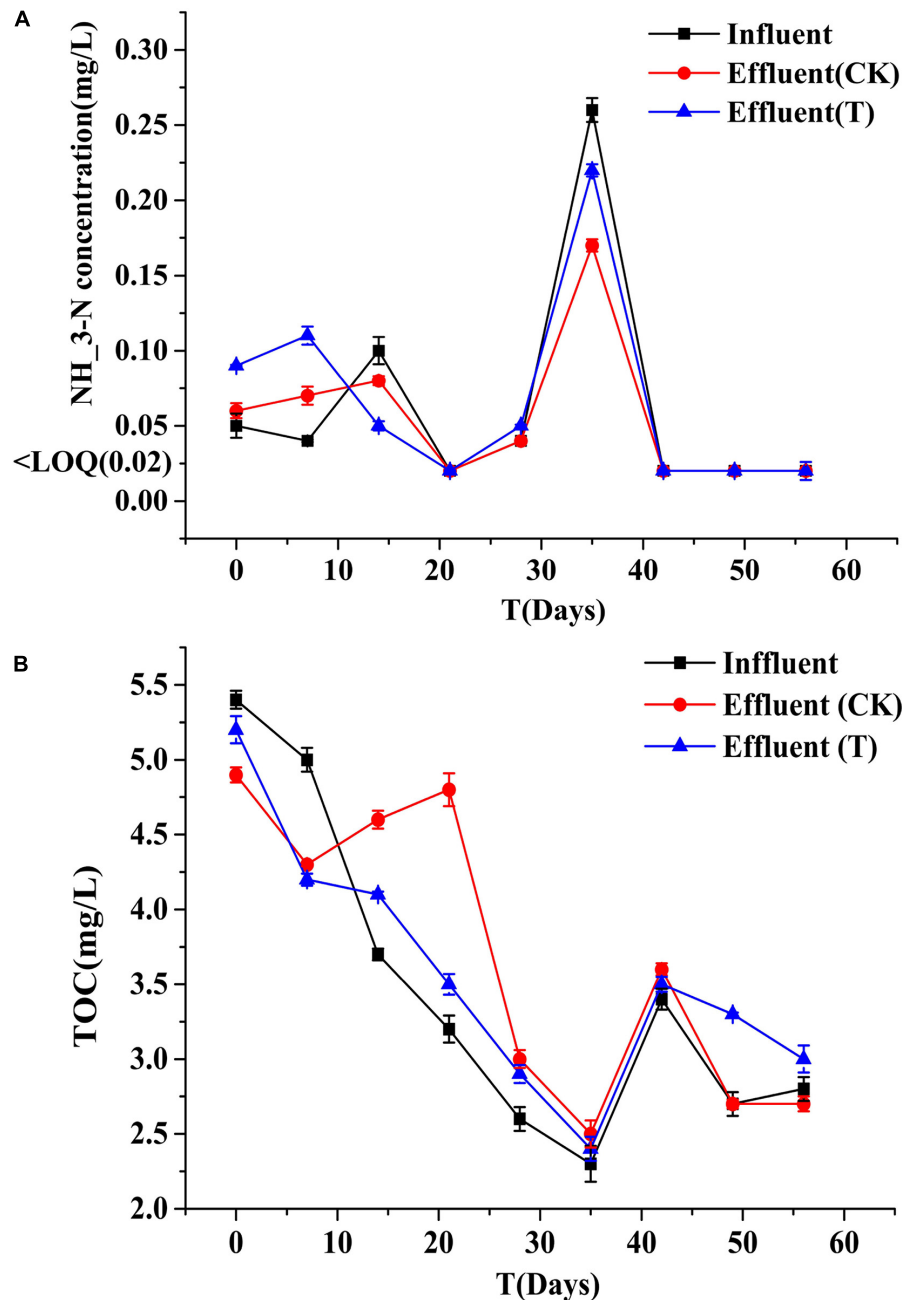 A
NH_3-N concentration(mg/L)
0.30
0.25
0.20
0.15
0.10
0.05
<LOQ(0.02)
0.00
Influent
Effluent(CK)
Effluent(T)
0 10 20 30 40 50 60
T(Days)
B
TOC(mg/L)
5.5
5.0
4.5
4.0
3.5
3.0
2.5
2.0
Inffluent
Effluent (CK)
Effluent (T)
0 10 20 30 40 50 60
T(Days)